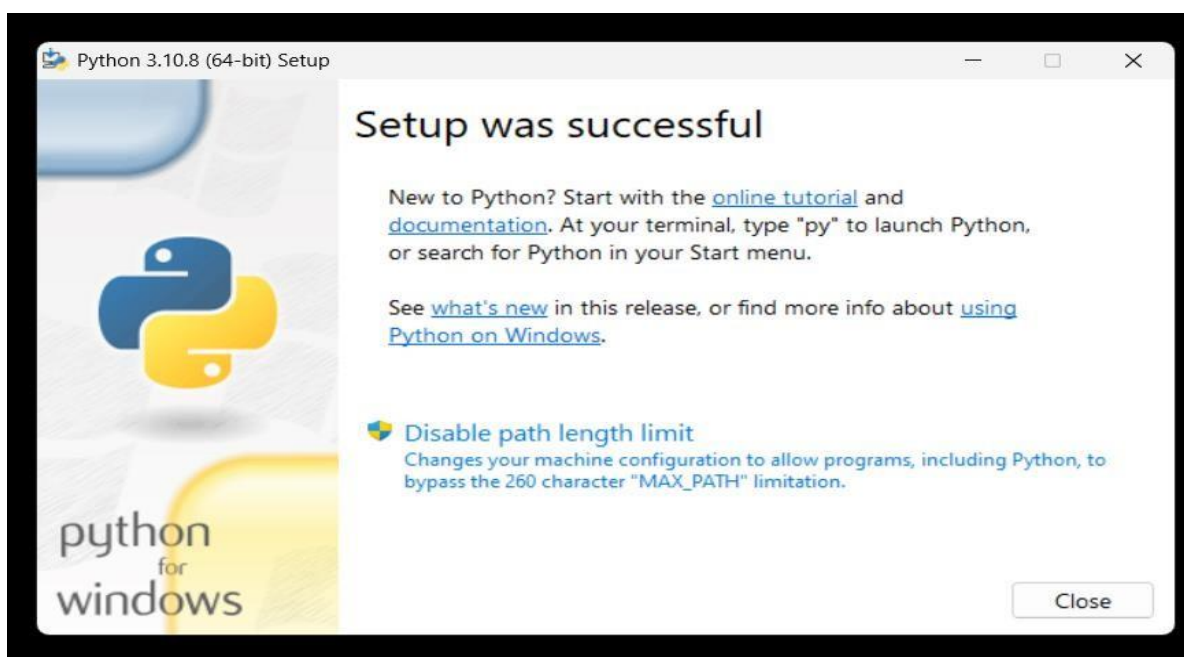 Python 3.10.8 (64-bit) Setup
Setup was successful
New to Python? Start with the online tutorial and
documentation. At your terminal, type "py" to launch Python,
or search for Python in your Start menu.
See what's new in this release, or find more info about using
Python on Windows.
Disable path length limit
Changes your machine configuration to allow programs, including Python, to
bypass the 260 character "MAX_PATH" limitation.
python
for
windows
Close